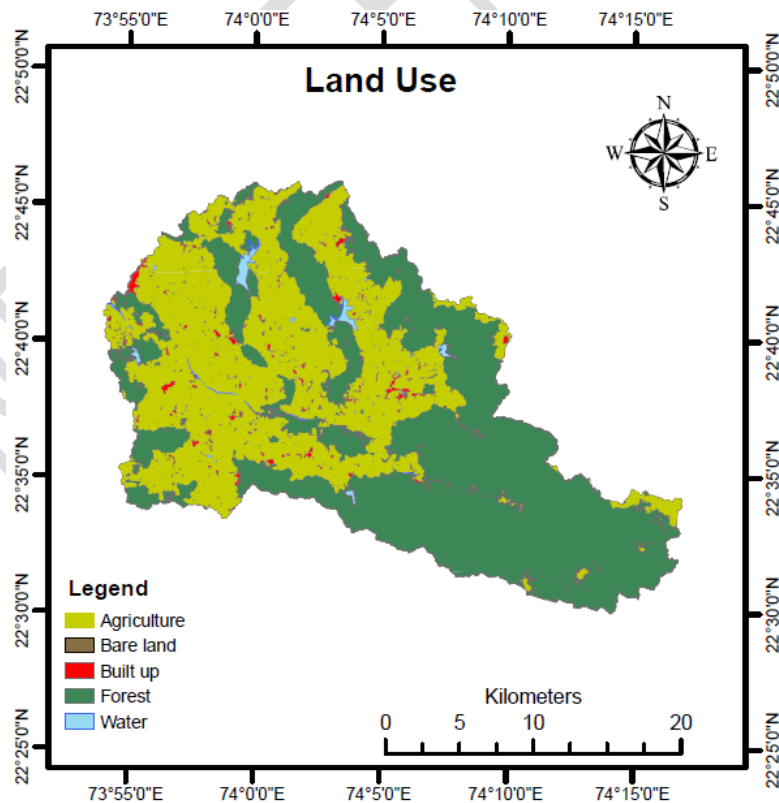 73°55'0"E 74°0'0"E 74°5'0"E 74°10'0"E 74°15'0"E
Land Use
N
W E
S
22°50'0"N 22°50'0"N
22°45'0"N 22°45'0"N
22°40'0"N 22°40'0"N
22°35'0"N 22°35'0"N
22°30'0"N 22°30'0"N
22°25'0"N 22°25'0"N
Legend
Agriculture
Bare land
Built up
Forest
Water
Kilometers
0 5 10 20
73°55'0"E 74°0'0"E 74°5'0"E 74°10'0"E 74°15'0"E